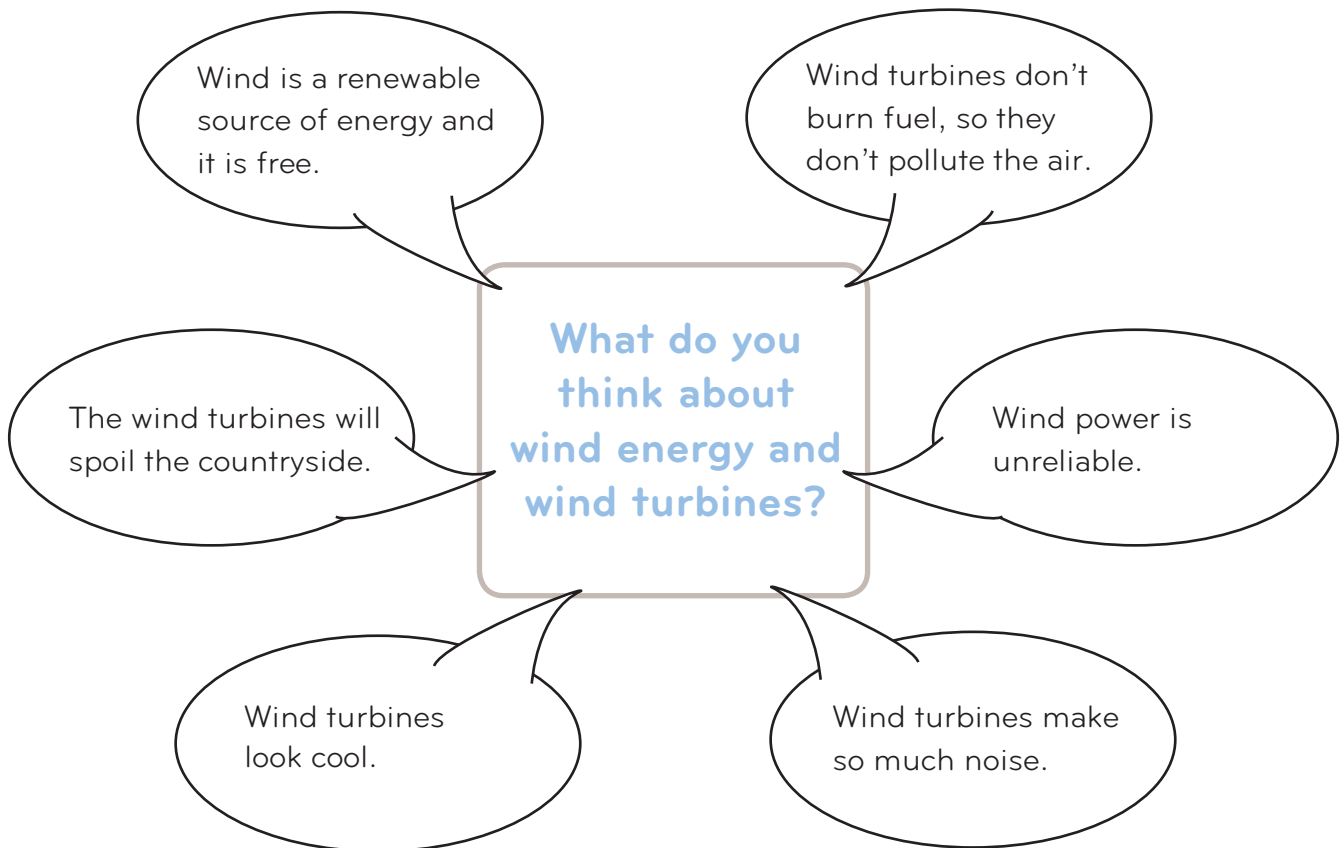 Wind is a renewable
source of energy and
it is free.
Wind turbines don't
burn fuel, so they
don't pollute the air.
What do you
think about
wind energy and
wind turbines?
The wind turbines will
spoil the countryside.
Wind power is
unreliable.
Wind turbines
look cool.
Wind turbines make
so much noise.